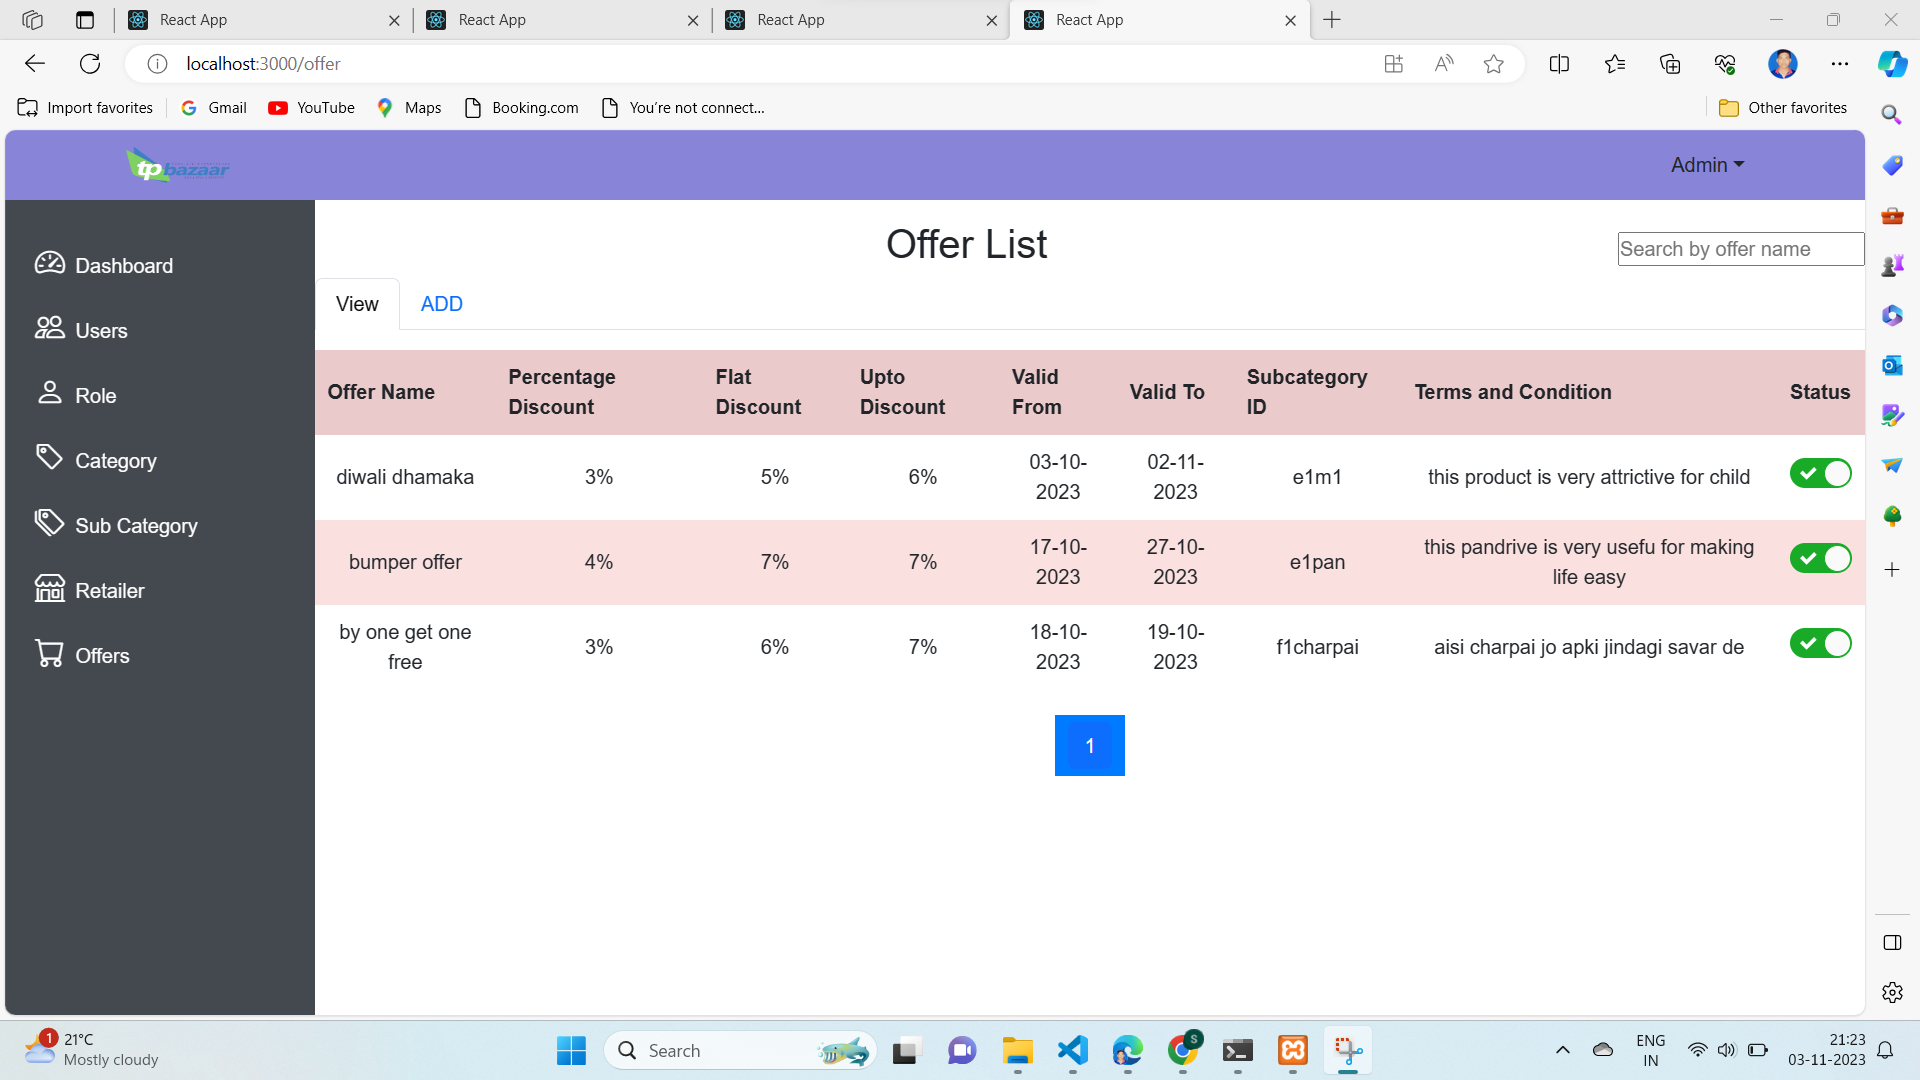 React App
React App
React App
React App
localhost:3000/offer
Import favorites
Gmail
YouTube
Maps
Booking.com
You're not connect...
Other favorites
tp bazaar
Admin
Dashboard
Users
Role
Category
Sub Category
Retailer
Offers
Offer List
Search by offer name
View
ADD
Offer Name
Percentage
Discount
Flat
Discount
Upto
Discount
Valid
From
Valid To
Subcategory
ID
Terms and Condition
Status
diwali dhamaka
3%
5%
6%
03-10-
2023
02-11-
2023
e1m1
this product is very attrictive for child
bumper offer
4%
7%
7%
17-10-
2023
27-10-
2023
e1pan
this pandrive is very usefu for making
life easy
by one get one
free
3%
6%
7%
18-10-
2023
19-10-
2023
f1charpai
aisi charpai jo apki jindagi savar de
1
1
21°C
Mostly cloudy
Search
S
ENG
IN
21:23
03-11-2023